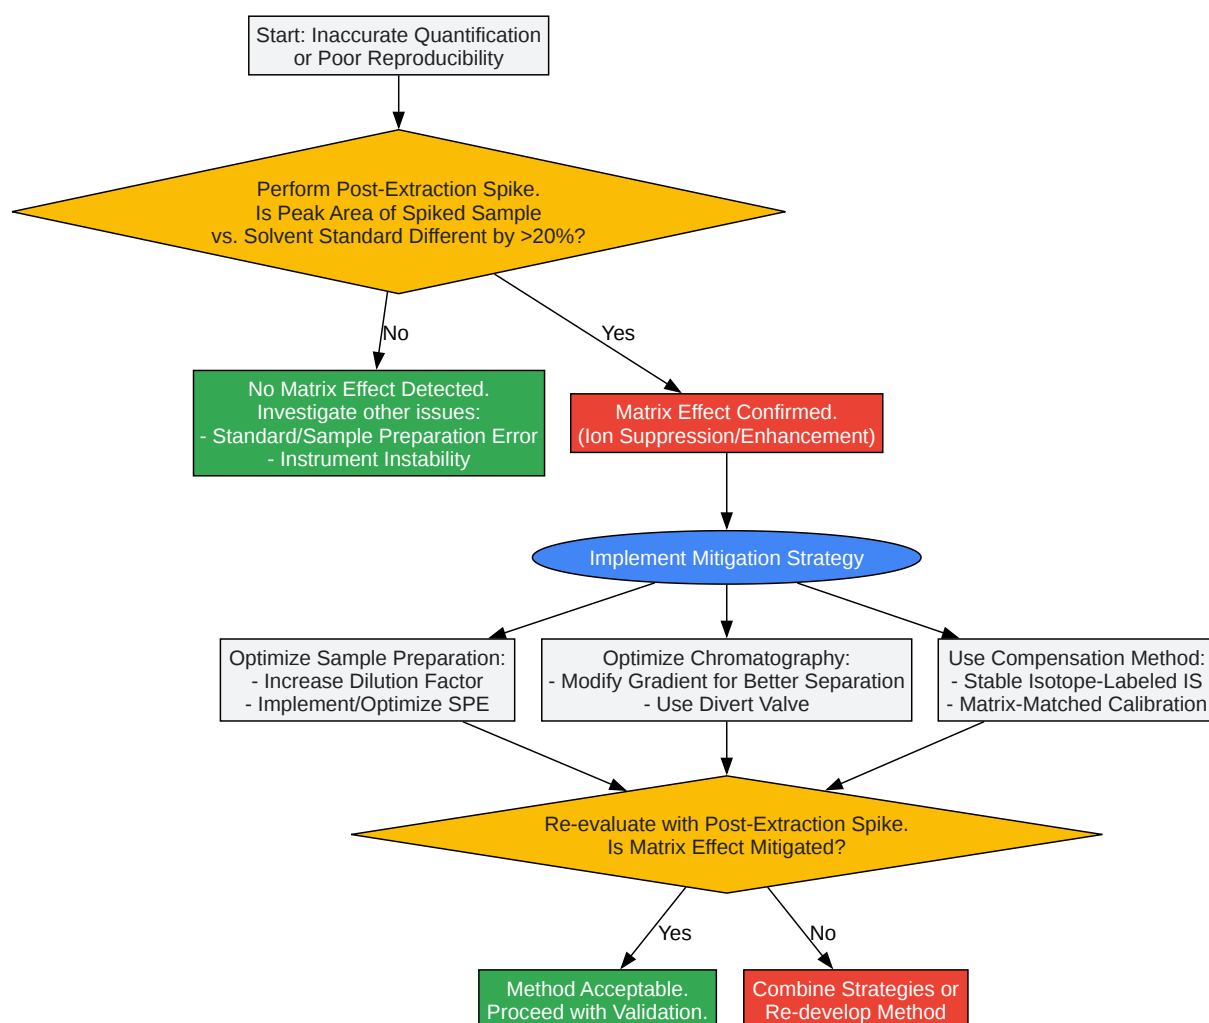 Start: Inaccurate Quantification
or Poor Reproducibility
Perform Post-Extraction Spike.
Is Peak Area of Spiked Sample
vs. Solvent Standard Different by >20%?
No
Yes
No Matrix Effect Detected.
Investigate other issues:
- Standard/Sample Preparation Error
- Instrument Instability
Matrix Effect Confirmed.
(Ion Suppression/Enhancement)
Implement Mitigation Strategy
Optimize Sample Preparation:
- Increase Dilution Factor
- Implement/Optimize SPE
Optimize Chromatography:
- Modify Gradient for Better Separation
- Use Divert Valve
Use Compensation Method:
- Stable Isotope-Labeled IS
- Matrix-Matched Calibration
Re-evaluate with Post-Extraction Spike.
Is Matrix Effect Mitigated?
Yes
No
Method Acceptable.
Proceed with Validation.
Combine Strategies or
Re-develop Method